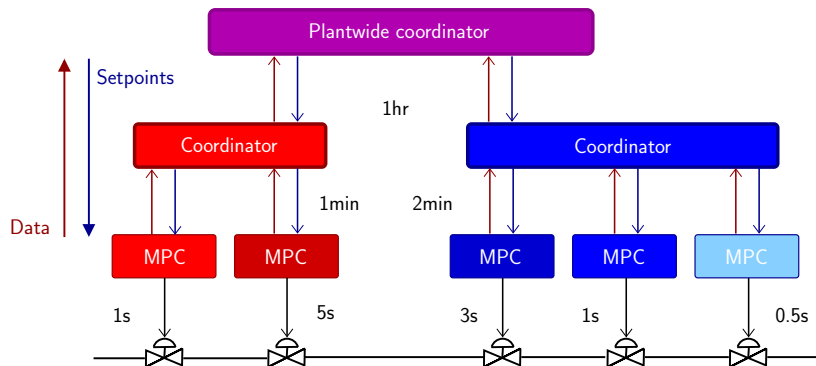 Plantwide coordinator
Setpoints
1hr
Coordinator
Coordinator
1min
2min
Data
MPC
MPC
MPC
MPC
MPC
1s
5s
3s
1s
0.5s